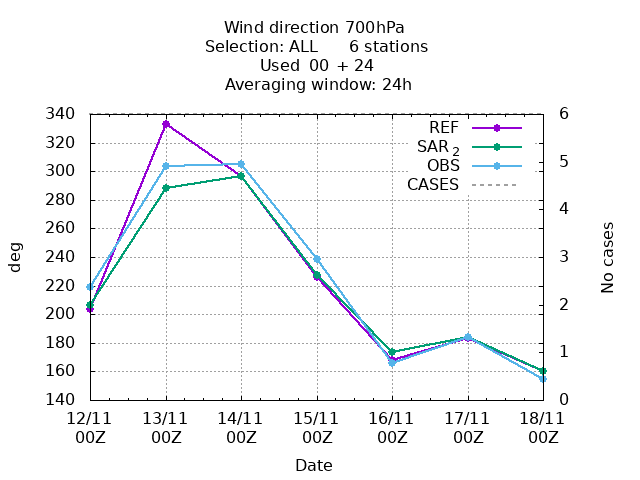 Wind direction 700hPa
Selection: ALL      6 stations
Used  00 + 24
Averaging window: 24h
340
320
300
280
260
240
220
200
180
160
140
deg
6
5
4
3
2
1
0
No cases
REF
SAR 2
OBS
CASES
12/11 13/11 14/11 15/11 16/11 17/11 18/11
00Z 00Z 00Z 00Z 00Z 00Z 00Z
Date